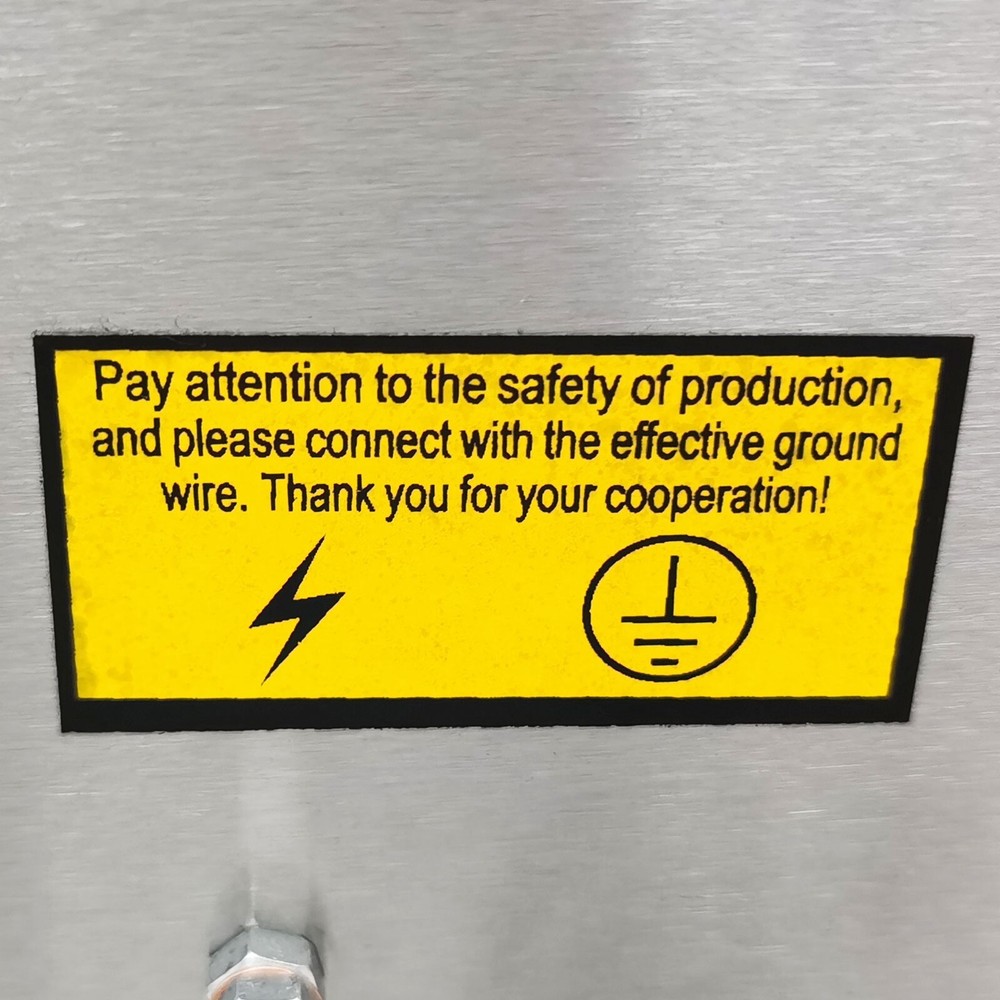 Pay attention to the safety of production,
and please connect with the effective ground
wire. Thank you for your cooperation!